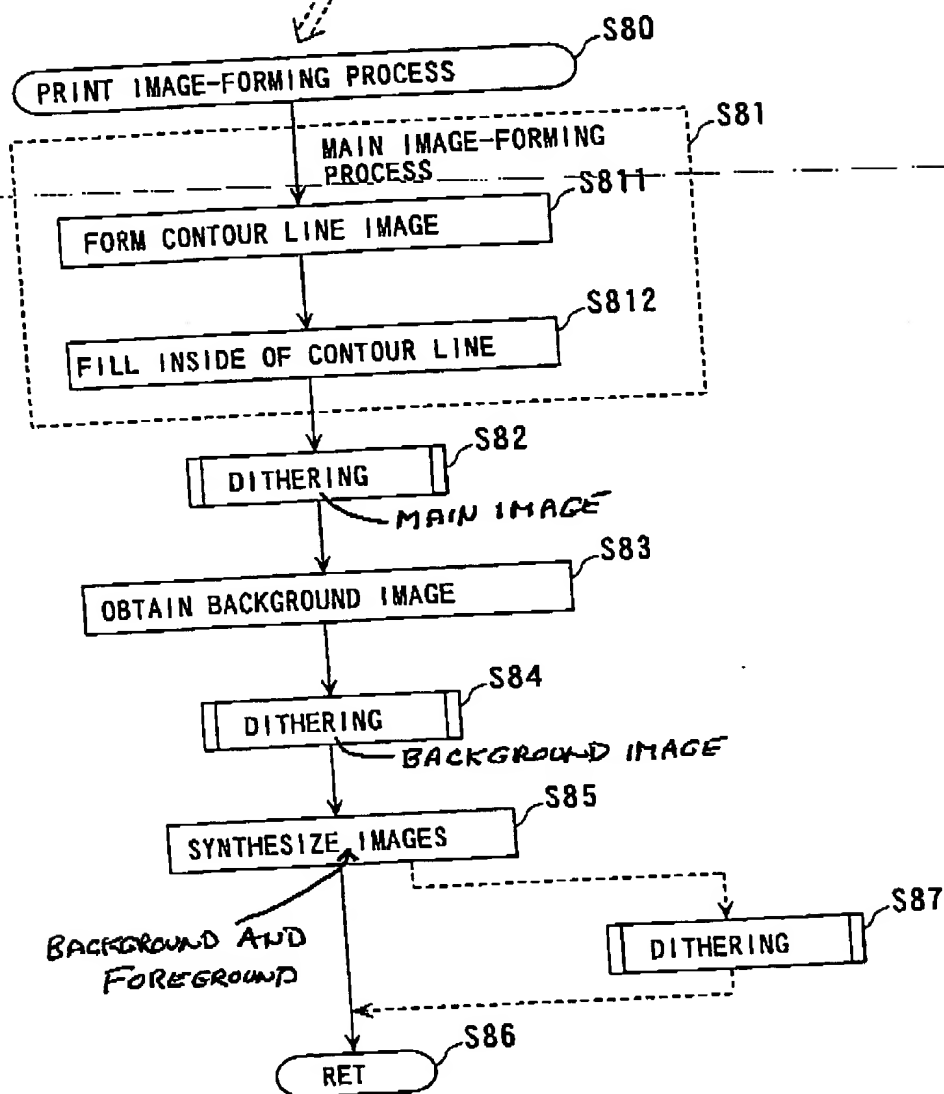 S80
PRINT IMAGE-FORMING PROCESS
S81
MAIN IMAGE-FORMING
PROCESS
S811
FORM CONTOUR LINE IMAGE
S812
FILL INSIDE OF CONTOUR LINE
S82
DITHERING
MAIN IMAGE
S83
OBTAIN BACKGROUND IMAGE
S84
DITHERING
BACKGROUND IMAGE
S85
SYNTHESIZE IMAGES
S87
BACKGROUND AND
FOREGROUND
DITHERING
S86
RET